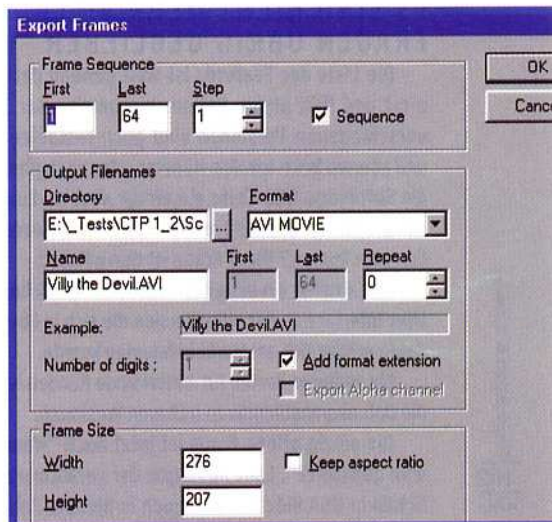 Export Frames
Frame Sequence
First Last Step
1 64 1 Sequence
OK
Cance
Output Filenames
Directory Format
E:\_Tests\CTP 1_2\Sc ... AVI MOVIE
Name First Last Repeat
Villy the Devil.AVI 1 64 0
Example: Villy the Devil.AVI
Number of digits : 1 Add format extension
Export Alpha channel
Frame Size
Width 276 Keep aspect ratio
Height 207